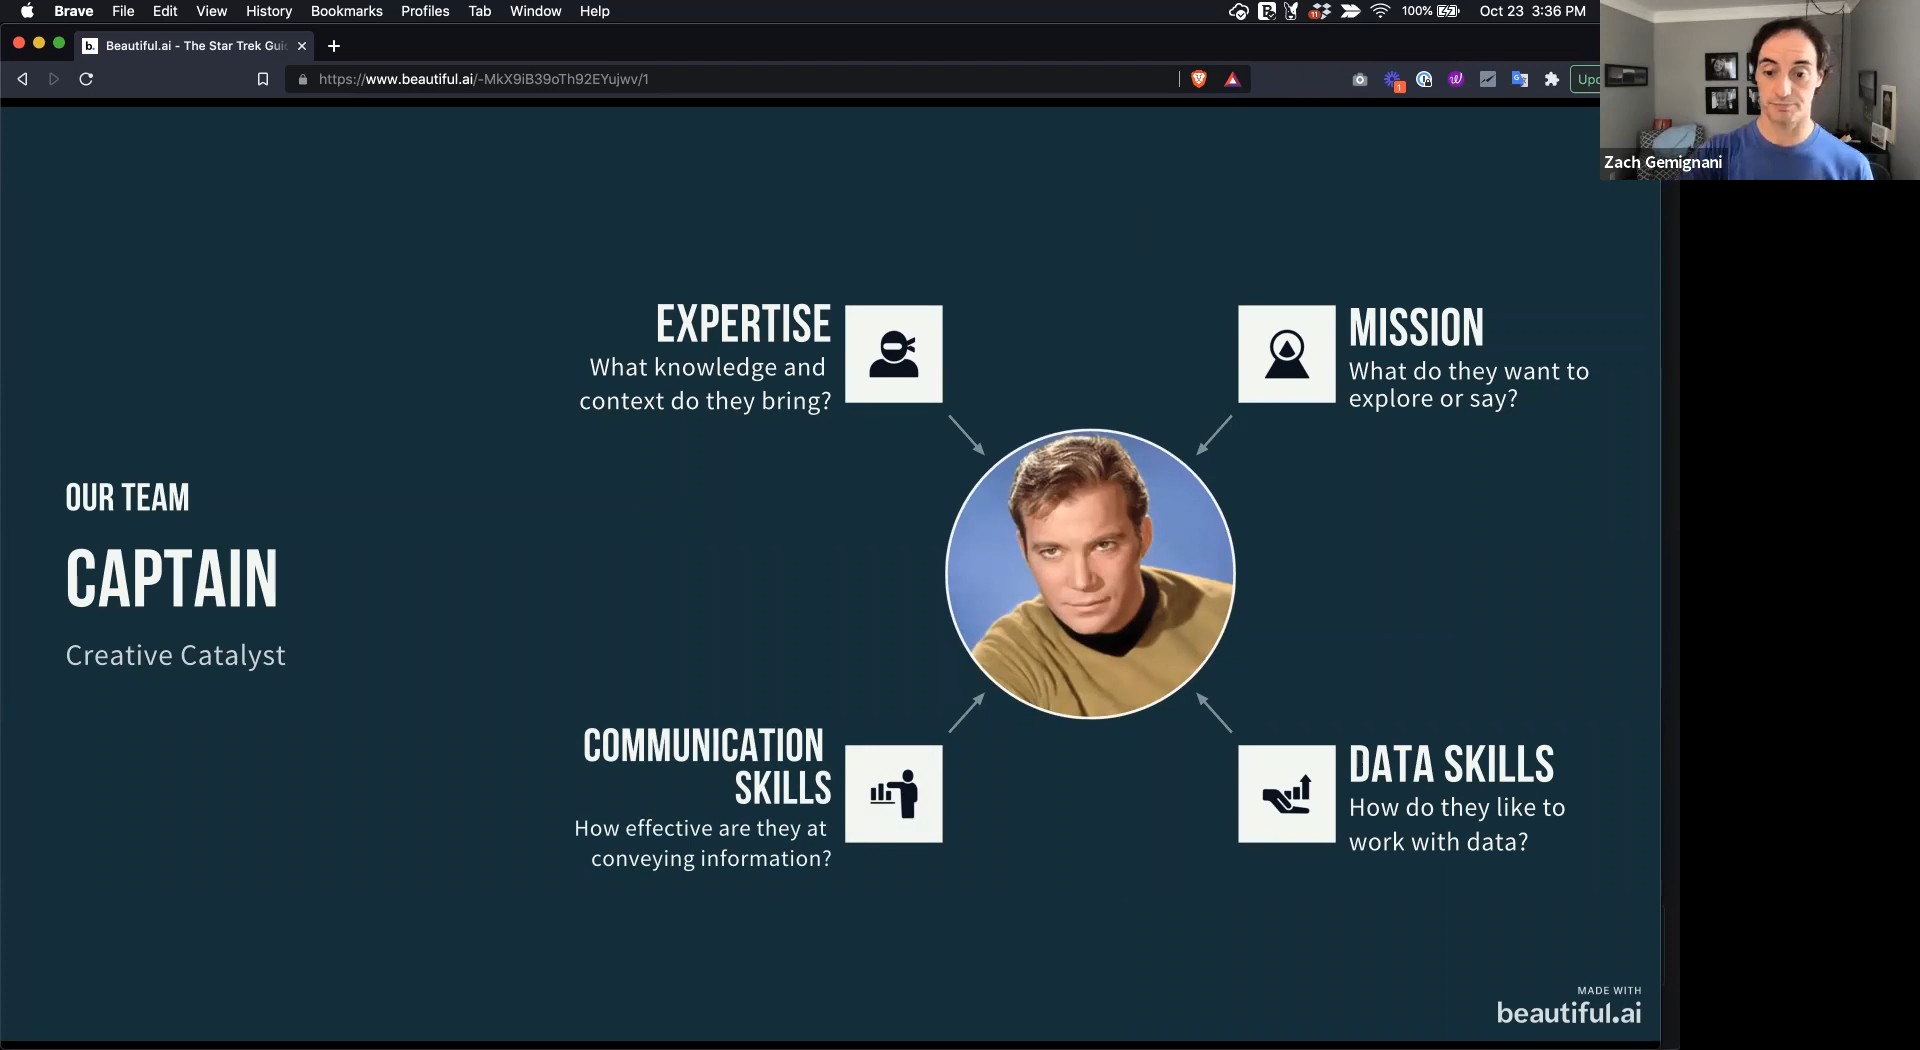 Brave File Edit View History Bookmarks Profiles Tab Window Help
11
100%
Oct 23 3:36 PM
b. Beautiful.ai - The Star Trek Gui
https://www.beautiful.ai/-MkX9iB39oTh92EYujwv/1
1
Upd
Zach Gemignani
EXPERTISE
What knowledge and
context do they bring?
MISSION
What do they want to
explore or say?
OUR TEAM
CAPTAIN
Creative Catalyst
COMMUNICATION
SKILLS
How effective are they at
conveying information?
DATA SKILLS
How do they like to
work with data?
MADE WITH
beautiful.ai